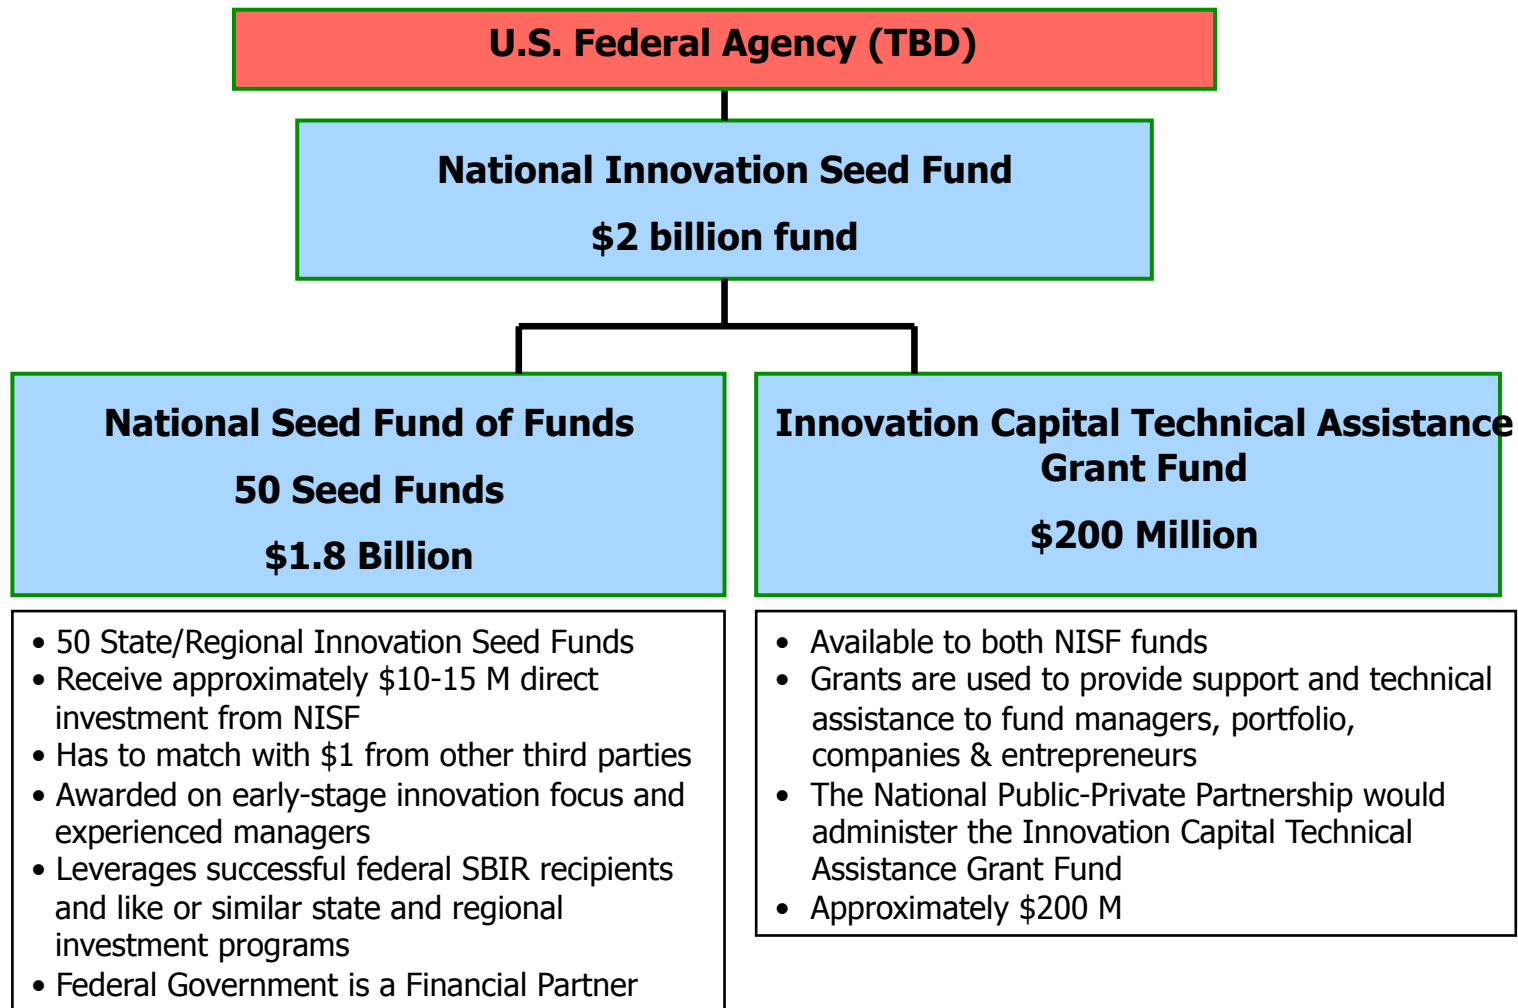 U.S. Federal Agency (TBD)
National Innovation Seed Fund
$2 billion fund
National Seed Fund of Funds
50 Seed Funds
$1.8 Billion
Innovation Capital Technical Assistance
Grant Fund
$200 Million
• 50 State/Regional Innovation Seed Funds
• Receive approximately $10-15 M direct
investment from NISF
• Has to match with $1 from other third parties
• Awarded on early-stage innovation focus and
experienced managers
• Leverages successful federal SBIR recipients
and like or similar state and regional
investment programs
• Federal Government is a Financial Partner
• Available to both NISF funds
• Grants are used to provide support and technical
assistance to fund managers, portfolio,
companies & entrepreneurs
• The National Public-Private Partnership would
administer the Innovation Capital Technical
Assistance Grant Fund
• Approximately $200 M